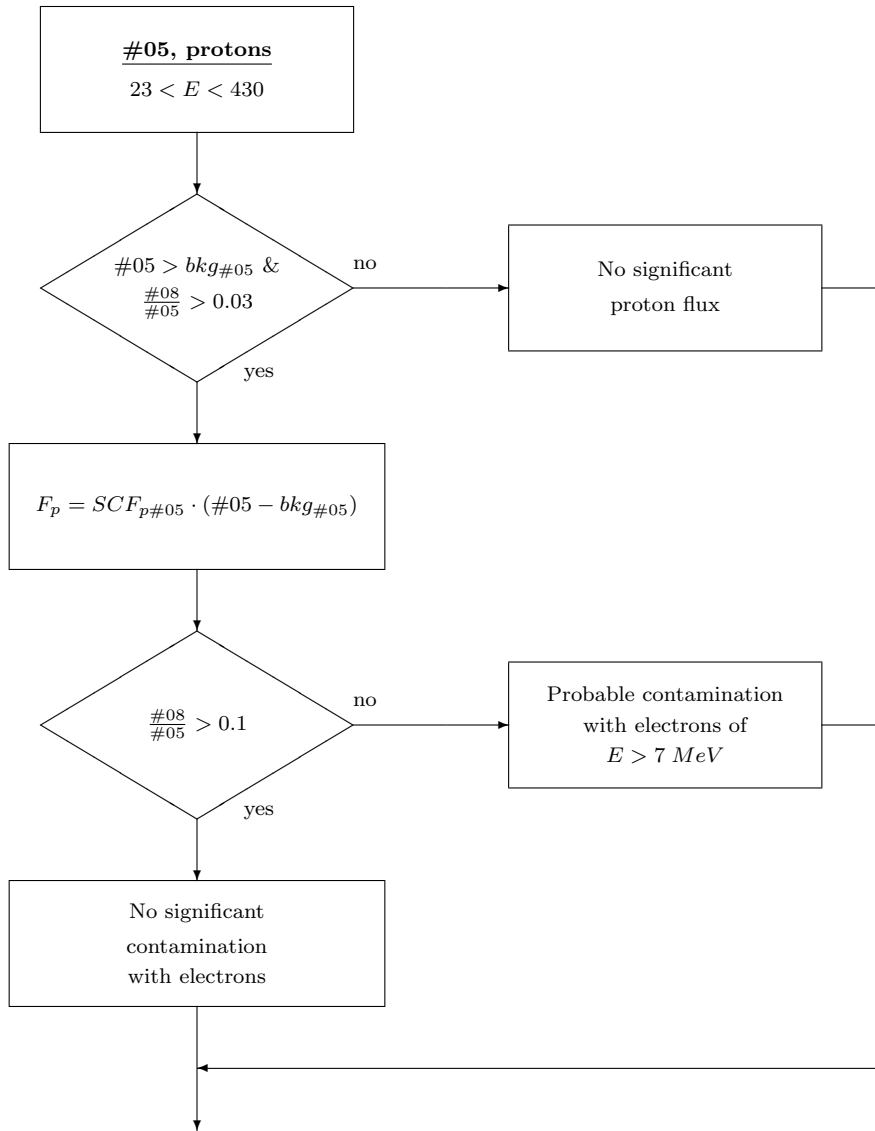 #05, protons
23 < E < 430
#05 > bkg#05 &
#08/#05 > 0.03
no
No significant
proton flux
yes
Fp = SCFp#05 · (#05 − bkg#05)
#08/#05 > 0.1
no
Probable contamination
with electrons of
E > 7 MeV
yes
No significant
contamination
with electrons